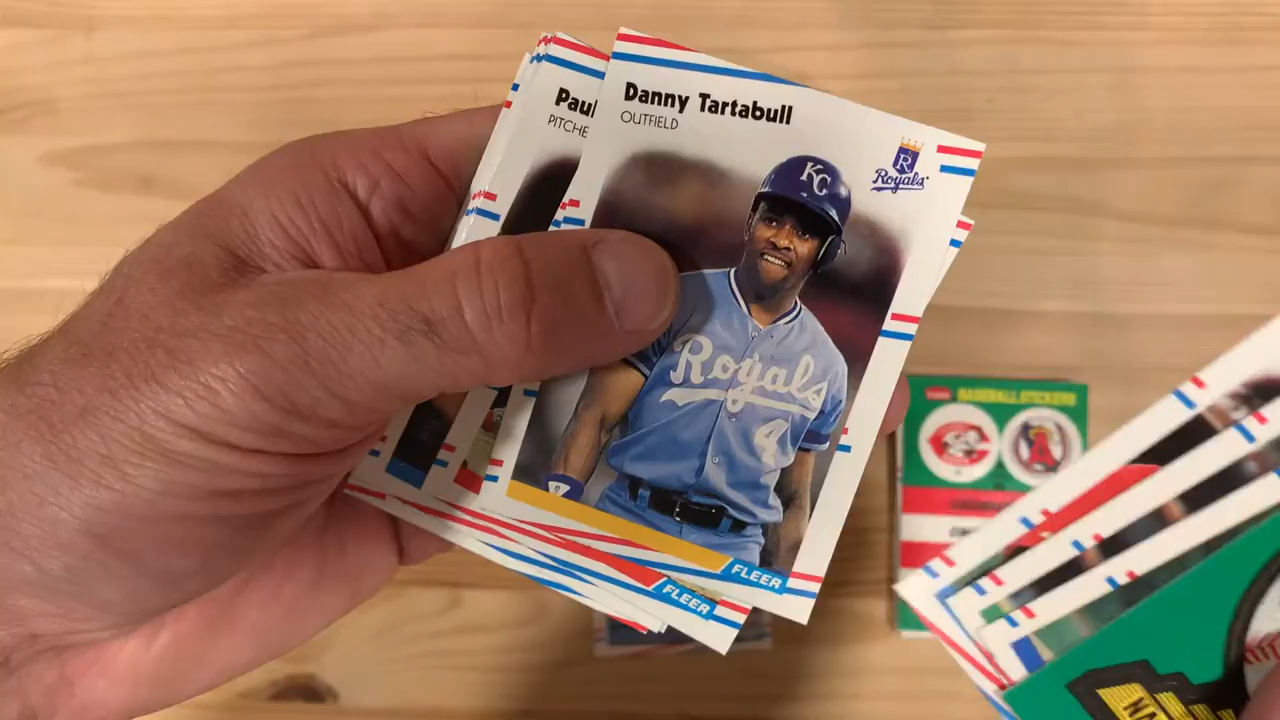 Danny Tartabull
OUTFIELD
R
Royals
KC
Royals
4
FLEER
Paul
PITCHE
FLEER
BASEBALL STICKERS